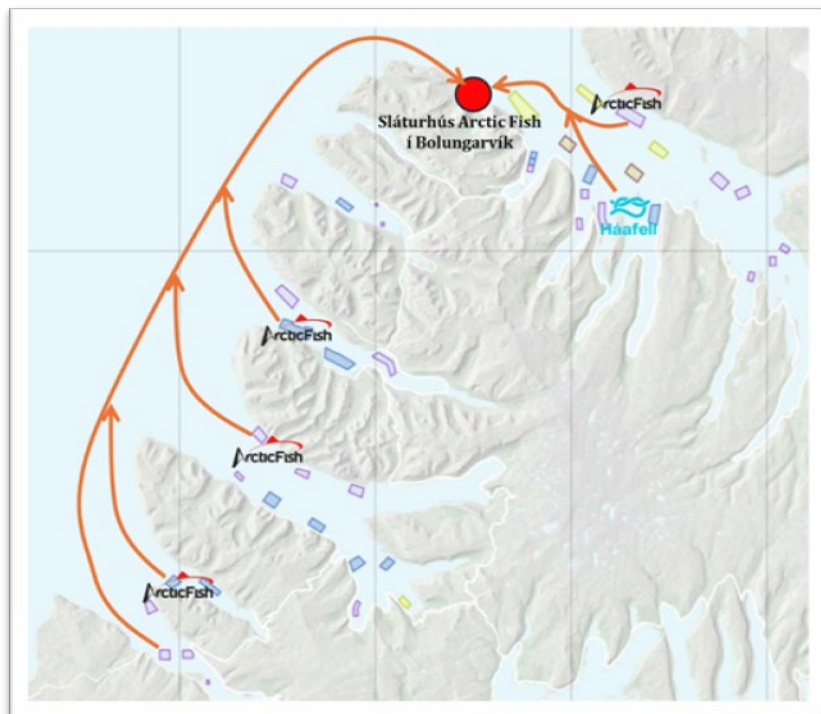 ArcticFish
Sláturhús Arctic Fish
í Bolungarvík
Háafell
ArcticFish
ArcticFish
ArcticFish